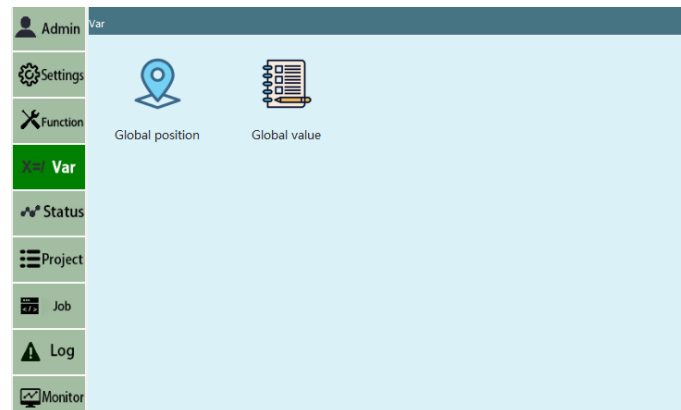 Admin
Var
Settings
Function
Global position
Global value
X=/ Var
Status
Project
</>
Job
Log
Monitor